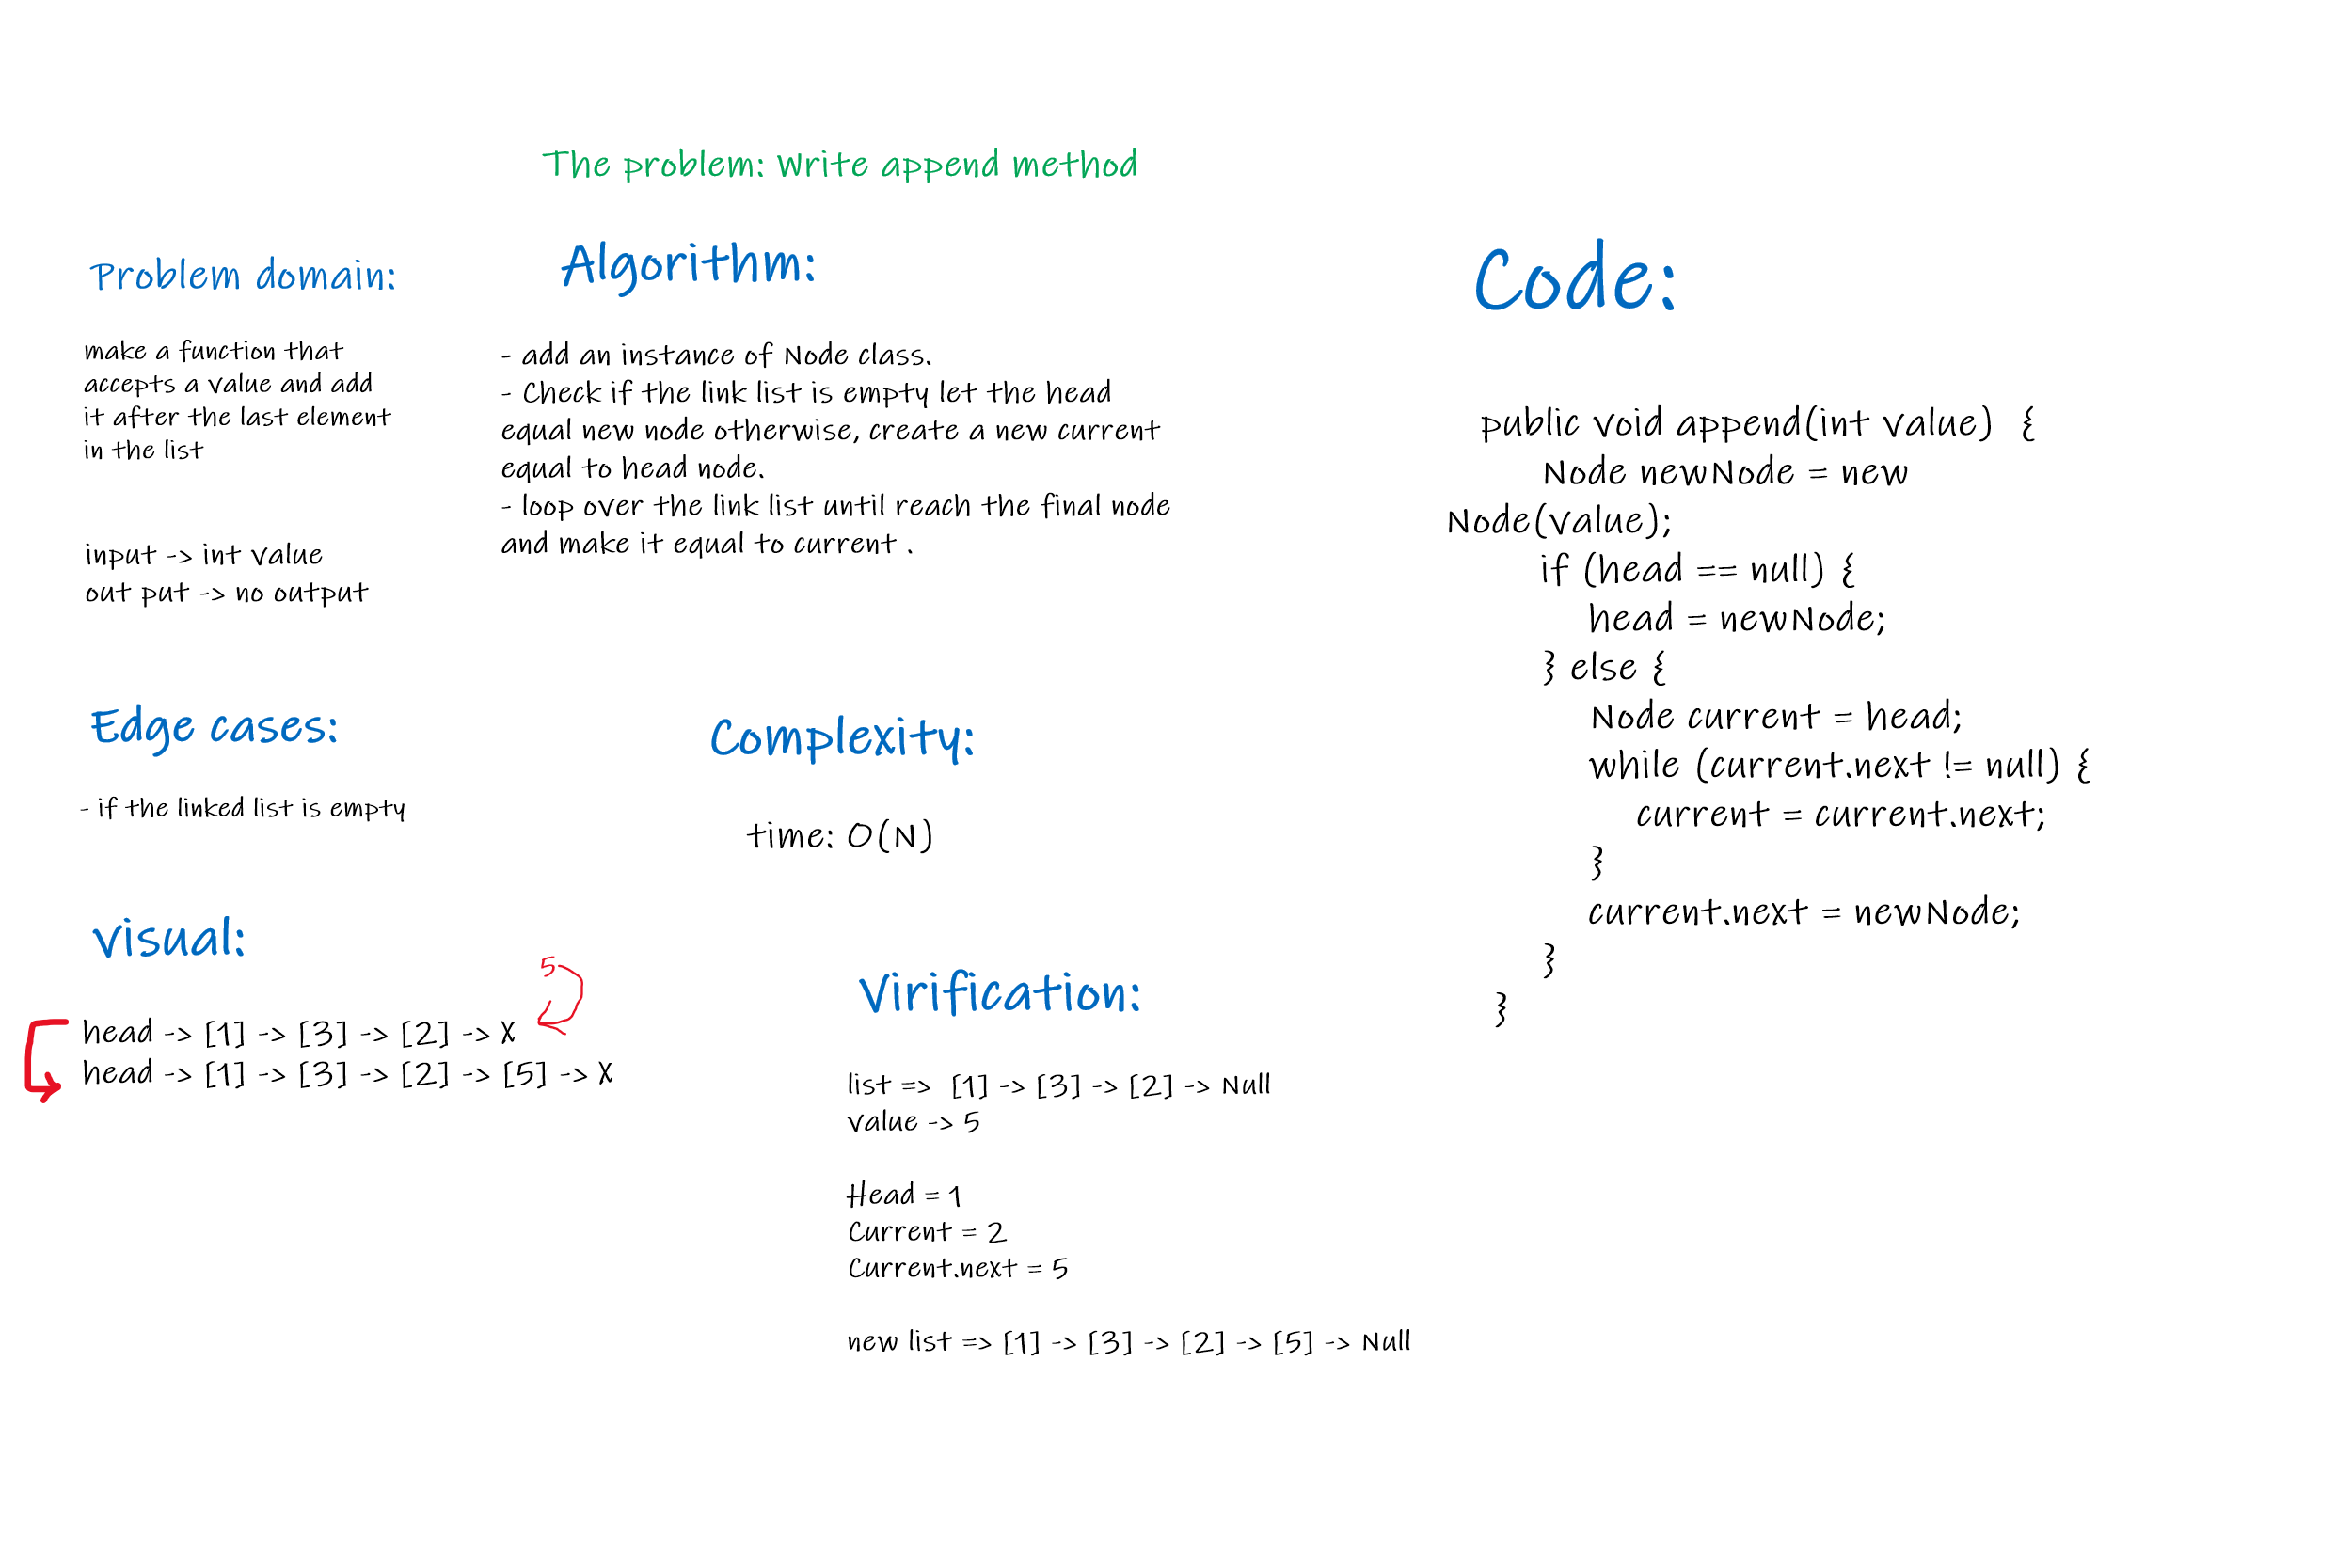 The problem: write append method
Problem domain:
make a function that
accepts a value and add
it after the last element
in the list
input -> int value
out put -> no output
Algorithm:
- add an instance of Node class.
- Check if the link list is empty let the head
equal new node otherwise, create a new current
equal to head node.
- loop over the link list until reach the final node
and make it equal to current .
Edge cases:
- if the linked list is empty
Complexity:
time: O(N)
visual:
5
head -> [1] -> [3] -> [2] -> X
head -> [1] -> [3] -> [2] -> [5] -> X
Virification:
list => [1] -> [3] -> [2] -> Null
value -> 5
Head = 1
Current = 2
Current.next = 5
new list => [1] -> [3] -> [2] -> [5] -> Null
Code:
public void append(int value) {
Node newNode = new
Node(value);
if (head == null) {
head = newNode;
} else {
Node current = head;
while (current.next != null) {
current = current.next;
}
current.next = newNode;
}
}